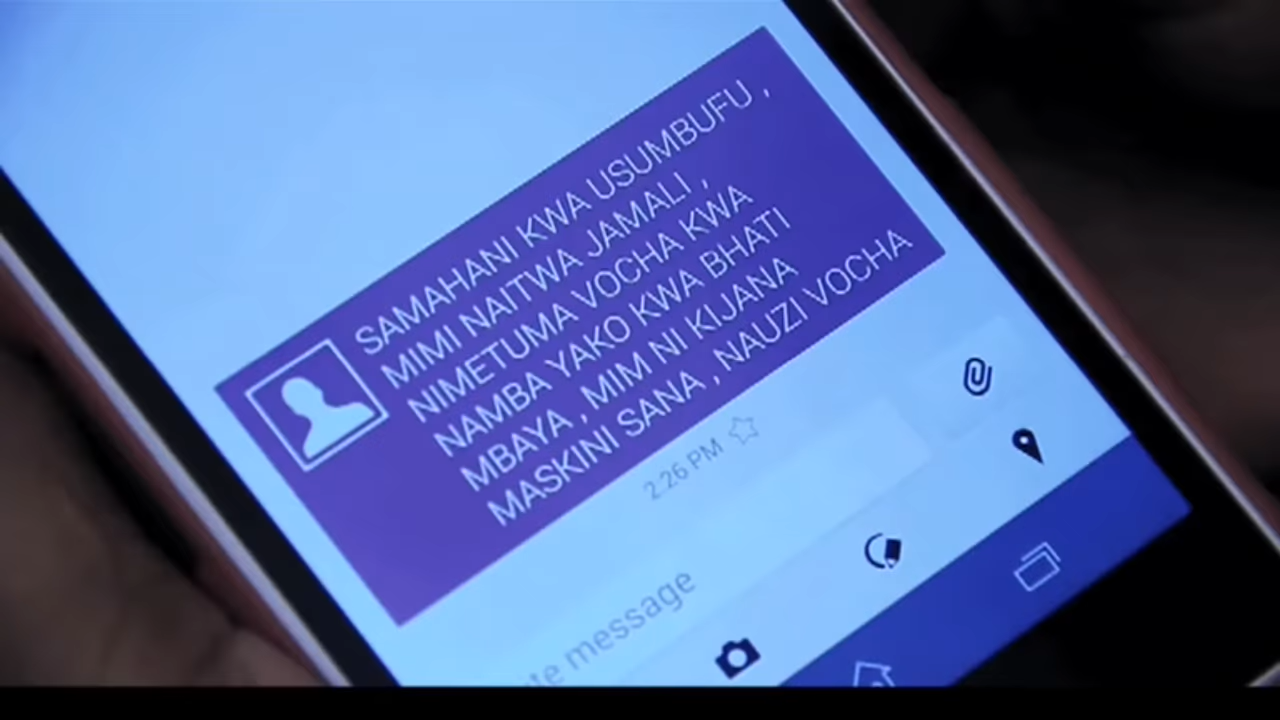 SAMAHANI KWA USUMBUFU ,
MIMI NAITWA JAMALI ,
NIMETUMA VOCHA KWA
NAMBA YAKO KWA BHATI
MBAYA , MIM NI KIJANA
MASKINI SANA , NAUZI VOCHA
2:26 PM
message